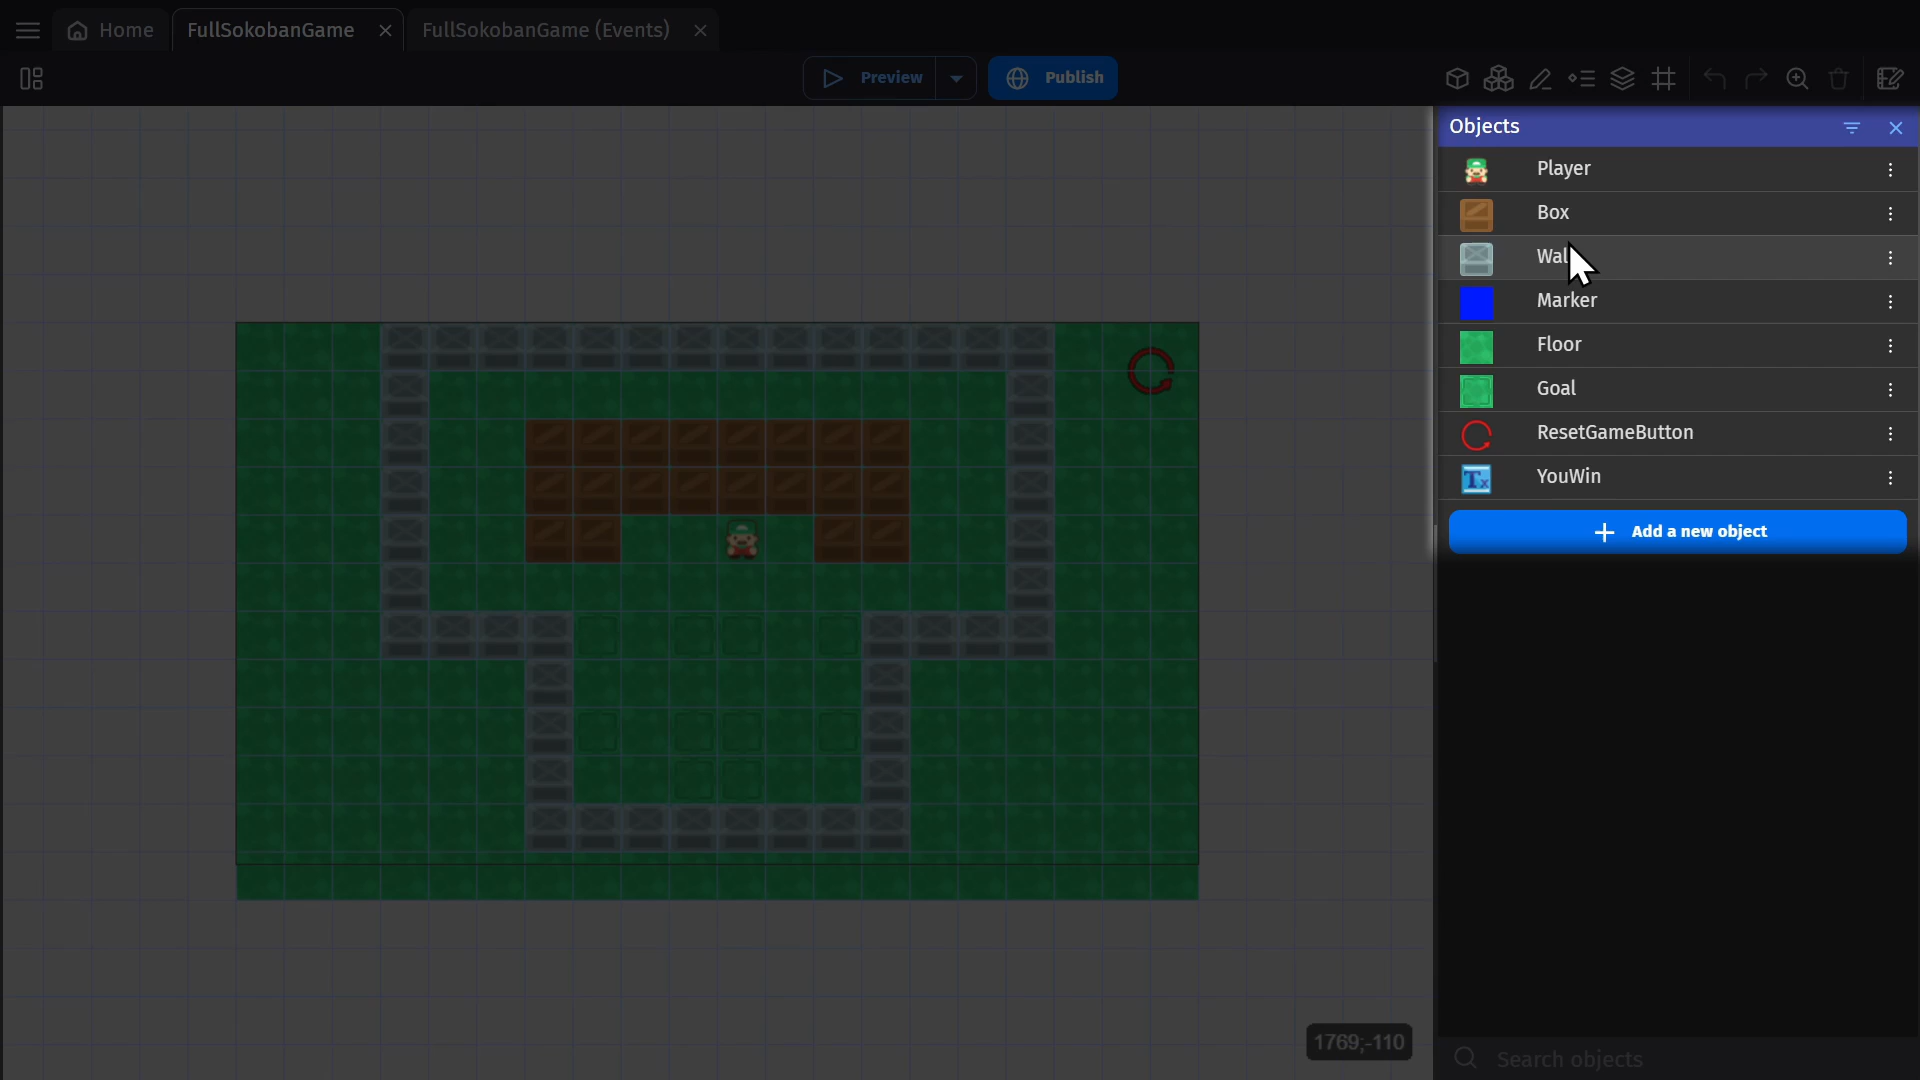 Home
FullSokobanGame
FullSokobanGame (Events)
Preview
Publish
Objects
Player
Box
Wal
Marker
Floor
Goal
ResetGameButton
Tx
YouWin
Add a new object
1769;-110
Search objects